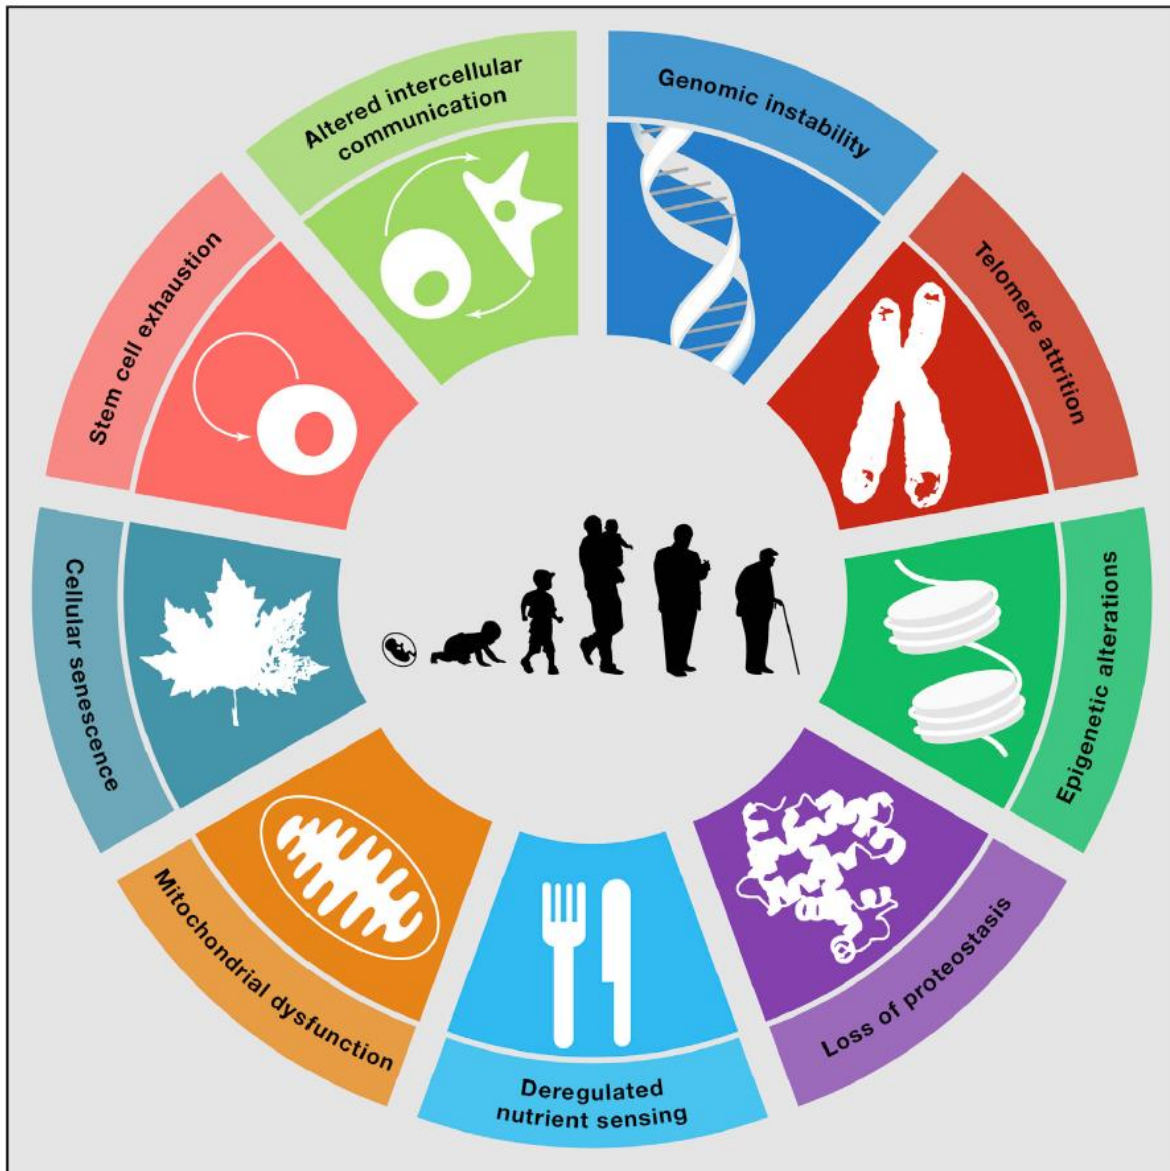 Genomic instability
Telomere attrition
Epigenetic alterations
Loss of proteostasis
Deregulated
nutrient sensing
Mitochondrial dysfunction
Cellular senescence
Stem cell exhaustion
Altered intercellular
communication